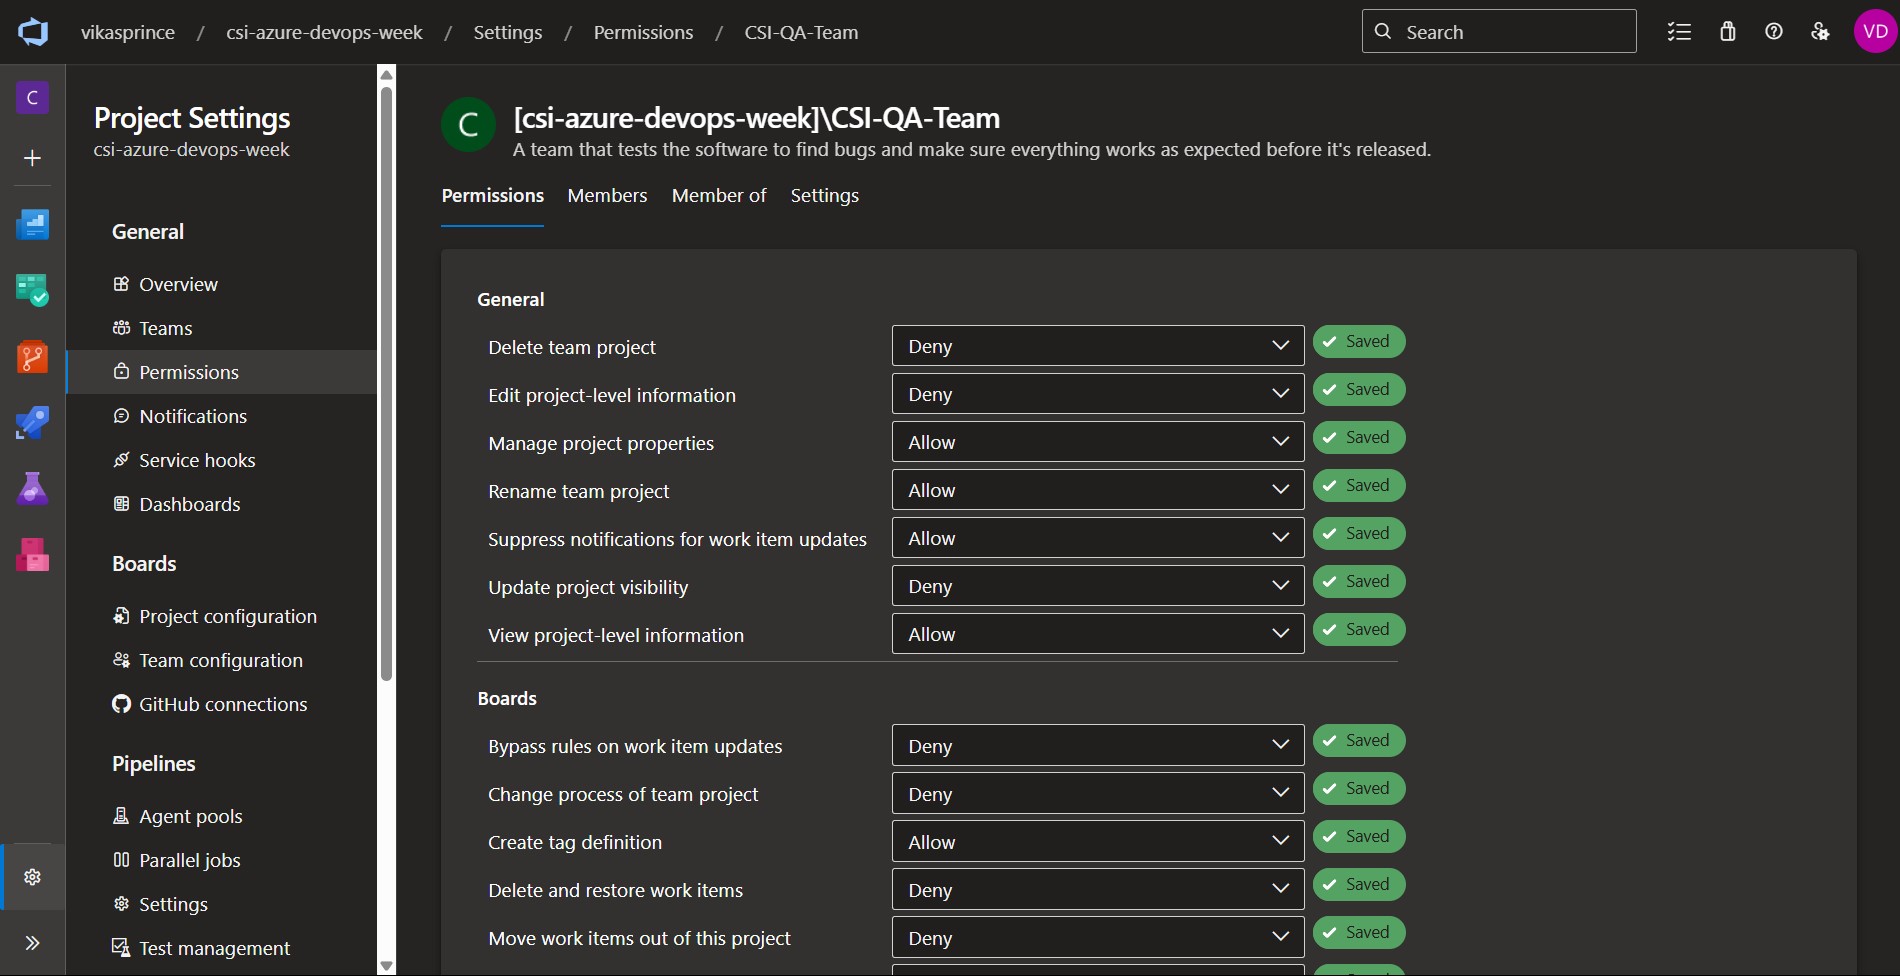 vikasprince / csi-azure-devops-week / Settings / Permissions / CSI-QA-Team
Search
VD
C
Project Settings
csi-azure-devops-week
General
Overview
Teams
Permissions
Notifications
Service hooks
Dashboards
Boards
Project configuration
Team configuration
GitHub connections
Pipelines
Agent pools
Parallel jobs
Settings
Test management
C
[csi-azure-devops-week]\CSI-QA-Team
A team that tests the software to find bugs and make sure everything works as expected before it's released.
Permissions Members Member of Settings
General
Delete team project Deny Saved
Edit project-level information Deny Saved
Manage project properties Allow Saved
Rename team project Allow Saved
Suppress notifications for work item updates Allow Saved
Update project visibility Deny Saved
View project-level information Allow Saved
Boards
Bypass rules on work item updates Deny Saved
Change process of team project Deny Saved
Create tag definition Allow Saved
Delete and restore work items Deny Saved
Move work items out of this project Deny Saved